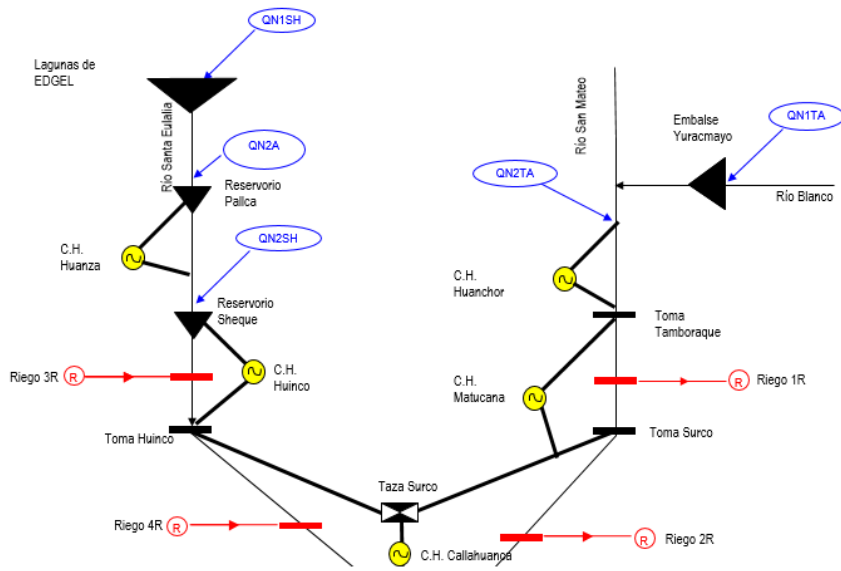 QN1SH
Lagunas de
EDGEL
Río Santa Eulalia
Río San Mateo
Embalse
Yuracmayo
QN1TA
QN2A
QN2TA
Reservorio
Pallca
Río Blanco
QN2SH
C.H.
Huanza
C.H.
Huanchor
Reservorio
Sheque
Toma
Tamboraque
Riego 3R
R
C.H.
Huinco
C.H.
Matucana
R
Riego 1R
Toma Huinco
Toma Surco
Taza Surco
Riego 4R
R
R
Riego 2R
C.H. Callahuanca